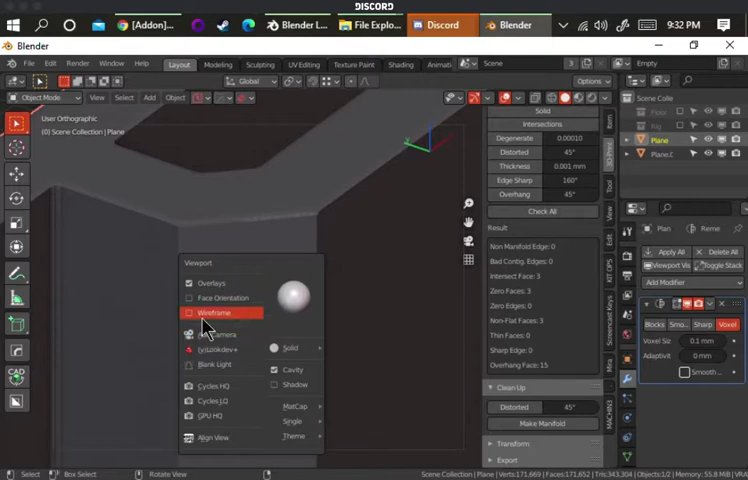 DISCORD
[Addon]...
Blender L...
File Explo...
Discord
Blender
9:32 PM
Blender
File Edit Render Window Help
Layout Modeling Sculpting UV Editing Texture Paint Shading Animati
Scene 3 Empty
Global Options
Object Mode View Select Add Object
User Orthographic
(0) Scene Collection | Plane
Solid
Intersections
Degenerate 0.00010
Distorted 45°
Thickness 0.001 mm
Edge Sharp 160°
Overhang 45°
Check All
Result
Non Manifold Edge: 0
Bad Contig. Edges: 0
Intersect Face: 3
Zero Faces: 3
Zero Edges: 0
Non-Flat Faces: 3
Thin Faces: 0
Sharp Edge: 0
Overhang Face: 15
Clean Up
Distorted 45°
Make Manifold
Transform
Export
Item
3D-Print
Tool
View
Edit
KIT OPS
Screencast Keys
Mira
MACHIN3
Scene Colle
Floor
Rig
Plane
Plane.C
Plan Reme
Apply All Delete All
Viewport Vis Toggle Stack
Add Modifier
Blocks Smo... Sharp Voxel
Voxel Siz 0.1 mm
Adaptivit 0 mm
Smooth ...
Viewport
Overlays
Face Orientation
Wireframe
Camera
Lookdev+
Blank Light
Cycles HQ
Cycles LQ
GPU HQ
Align View
Solid
Cavity
Shadow
MatCap
Single
Theme
CAD
Select Box Select Rotate View Object Scene Collection | Plane | Verts:171,669 | Faces:171,652 | Tris:343,304 | Objects:1/2 | Memory: 55.8 MiB | VRA